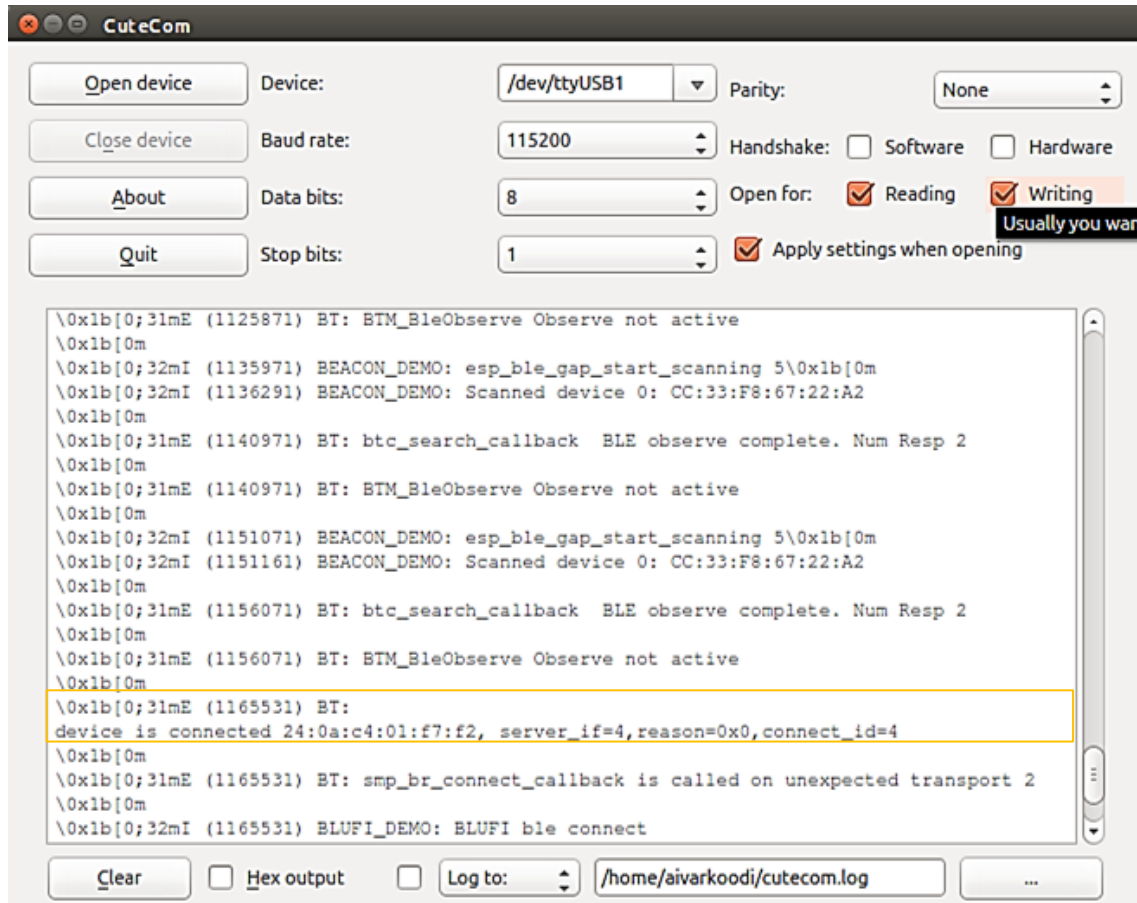 CuteCom
Open device Device: /dev/ttyUSB1 Parity: None
Close device Baud rate: 115200 Handshake: Software Hardware
About Data bits: 8 Open for: Reading Writing
Usually you
Quit Stop bits: 1 Apply settings when opening
\0x1b[0;31mE (1125871) BT: BTM_BleObserve Observe not active
\0x1b[0m
\0x1b[0;32mI (1135971) BEACON_DEMO: esp_ble_gap_start_scanning 5\0x1b[0m
\0x1b[0;32mI (1136291) BEACON_DEMO: Scanned device 0: CC:33:F8:67:22:A2
\0x1b[0m
\0x1b[0;31mE (1140971) BT: btc_search_callback  BLE observe complete. Num Resp 2
\0x1b[0m
\0x1b[0;31mE (1140971) BT: BTM_BleObserve Observe not active
\0x1b[0m
\0x1b[0;32mI (1151071) BEACON_DEMO: esp_ble_gap_start_scanning 5\0x1b[0m
\0x1b[0;32mI (1151161) BEACON_DEMO: Scanned device 0: CC:33:F8:67:22:A2
\0x1b[0m
\0x1b[0;31mE (1156071) BT: btc_search_callback  BLE observe complete. Num Resp 2
\0x1b[0m
\0x1b[0;31mE (1156071) BT: BTM_BleObserve Observe not active
\0x1b[0m
\0x1b[0;31mE (1165531) BT:
device is connected 24:0a:c4:01:f7:f2, server_if=4,reason=0x0,connect_id=4
\0x1b[0m
\0x1b[0;31mE (1165531) BT: smp_br_connect_callback is called on unexpected transport 2
\0x1b[0m
\0x1b[0;32mI (1165531) BLUFI_DEMO: BLUFI ble connect
Clear Hex output Log to: /home/aivarkoodi/cutecom.log ...